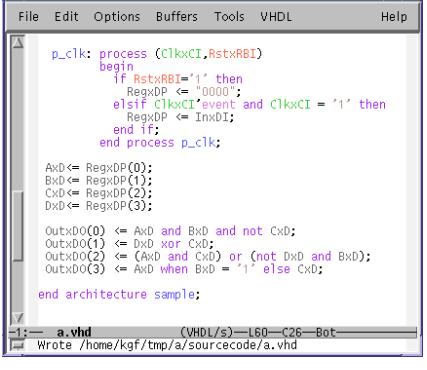 File Edit Options Buffers Tools VHDL Help
p_clk: process (ClkxCI,RstxRBI)
begin
if RstxRBI='1' then
RegxDP <= "0000";
elsif ClkxCI'event and ClkxCI = '1' then
RegxDP <= InxDI;
end if;
end process p_clk;
AxD<= RegxDP(0);
BxD<= RegxDP(1);
CxD<= RegxDP(2);
DxD<= RegxDP(3);
OutxDO(0) <= AxD and BxD and not CxD;
OutxDO(1) <= DxD xor CxD;
OutxDO(2) <= (AxD and CxD) or (not DxD and BxD);
OutxDO(3) <= AxD when BxD = '1' else CxD;
end architecture sample;
-1:-- a.vhd (VHDL/s)--L60--C26--Bot
Wrote /home/kgf/tmp/a/sourcecode/a.vhd